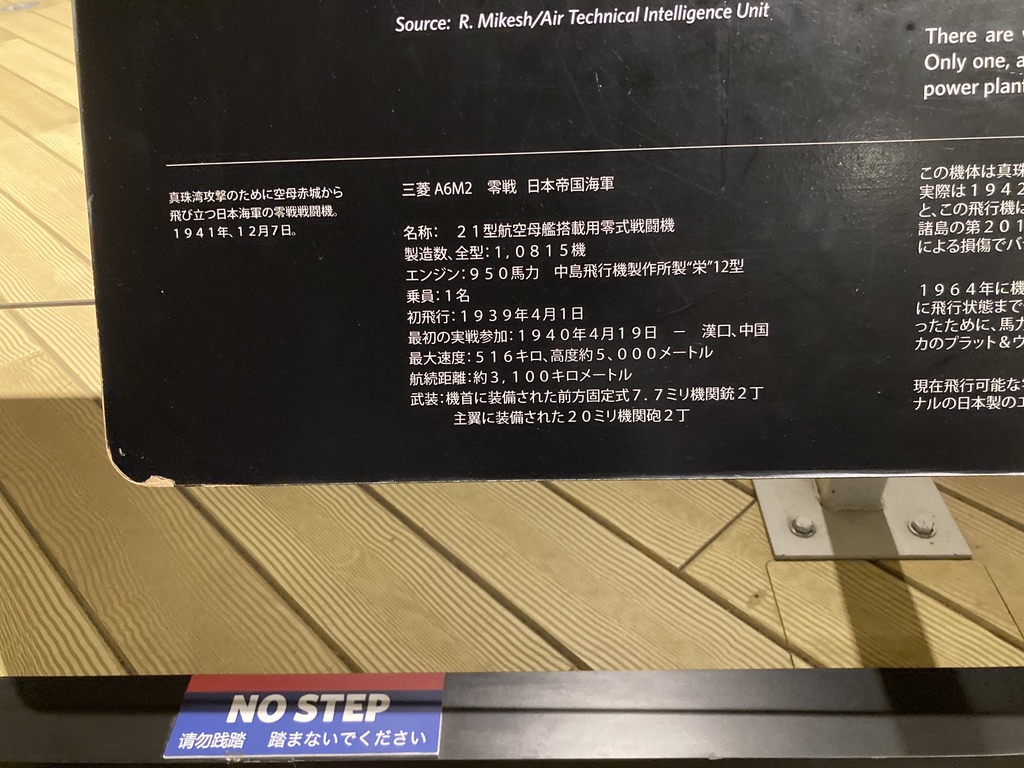 Source: R. Mikesh/Air Technical Intelligence Unit
There are
Only one, a
power plan
真珠湾攻撃のために空母赤城から
飛び立つ日本海軍の零戦戦闘機。
１９４１年、１２月７日。
三菱 A6M2　零戦　日本帝国海軍
名称：　２１型航空母艦搭載用零式戦闘機
製造数、全型：１，０８１５機
エンジン：９５０馬力　中島飛行機製作所製“栄”12型
乗員：１名
初飛行：１９３９年４月１日
最初の実戦参加：１９４０年４月１９日　－　漢口、中国
最大速度：５１６キロ、高度約５，０００メートル
航続距離：約３，１００キロメートル
武装：機首に装備された前方固定式７．７ミリ機関銃２丁
主翼に装備された２０ミリ機関砲２丁
この機体は真珠
実際は１９４２
と、この飛行機は
諸島の第２０１
による損傷でバ
１９６４年に機
に飛行状態まで
ったために、馬力
カのプラット＆ウ
現在飛行可能な
ナルの日本製のエ
NO STEP
请勿践踏　踏まないでください